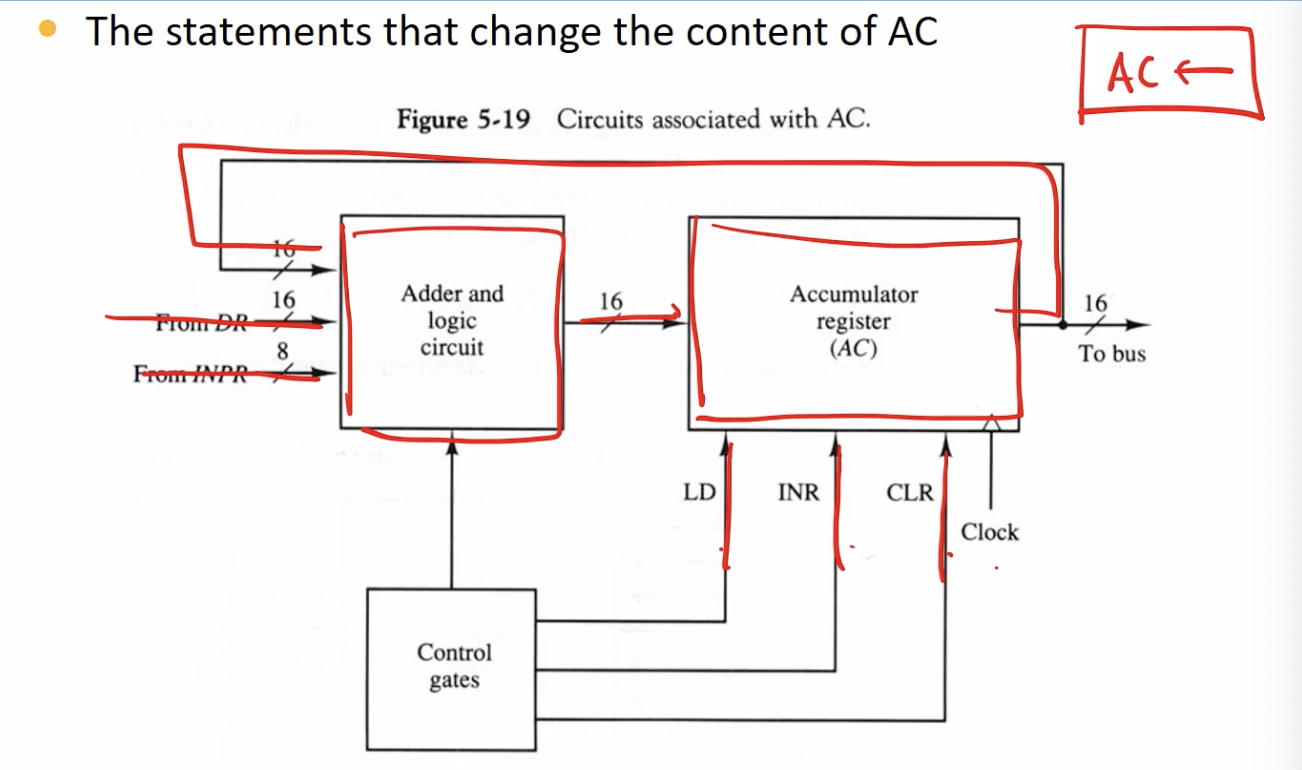 The statements that change the content of AC
AC ←
Figure 5-19 Circuits associated with AC.
16
16
From DR
8
From INPR
Adder and
logic
circuit
16
Accumulator
register
(AC)
16
To bus
LD
INR
CLR
Clock
Control
gates